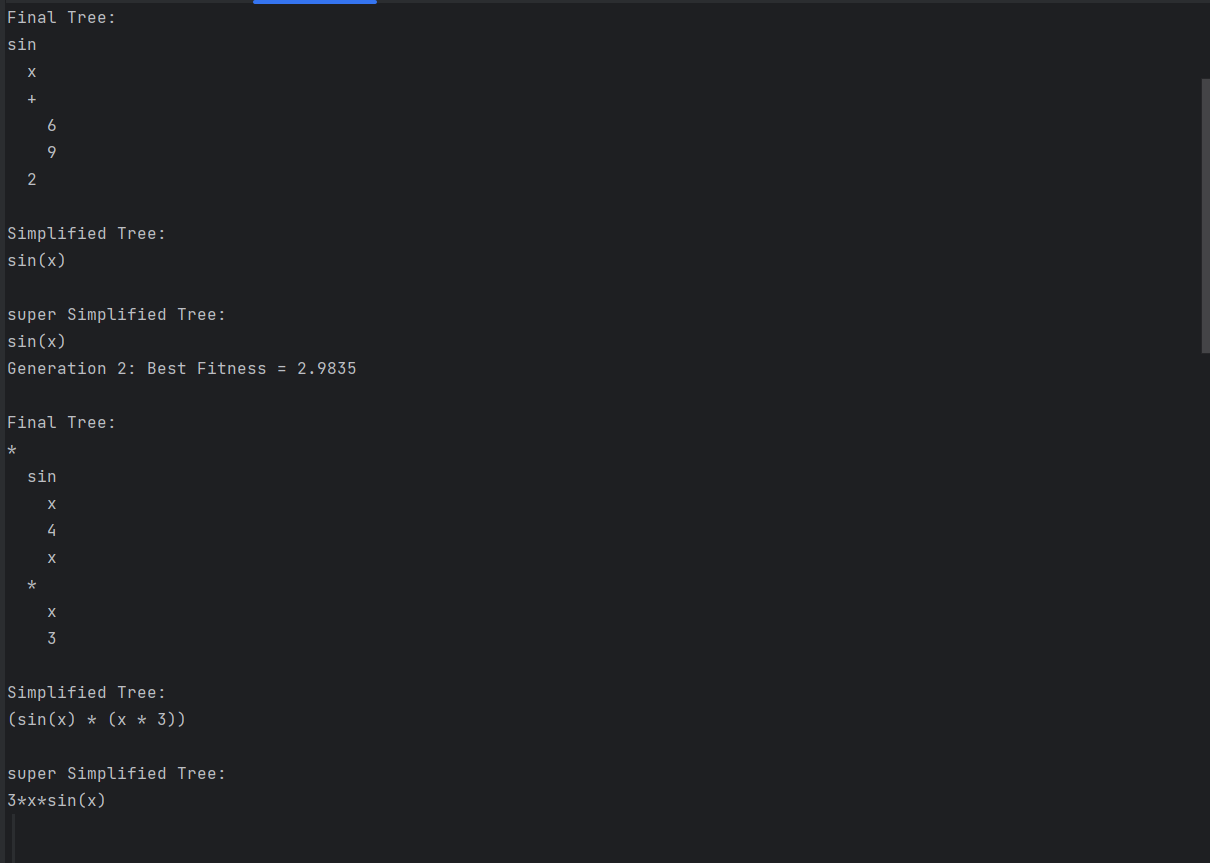 Final Tree:
sin
  x
  +
    6
    9
  2

Simplified Tree:
sin(x)

super Simplified Tree:
sin(x)
Generation 2: Best Fitness = 2.9835

Final Tree:
*
  sin
    x
    4
    x
  *
    x
    3

Simplified Tree:
(sin(x) * (x * 3))

super Simplified Tree:
3*x*sin(x)